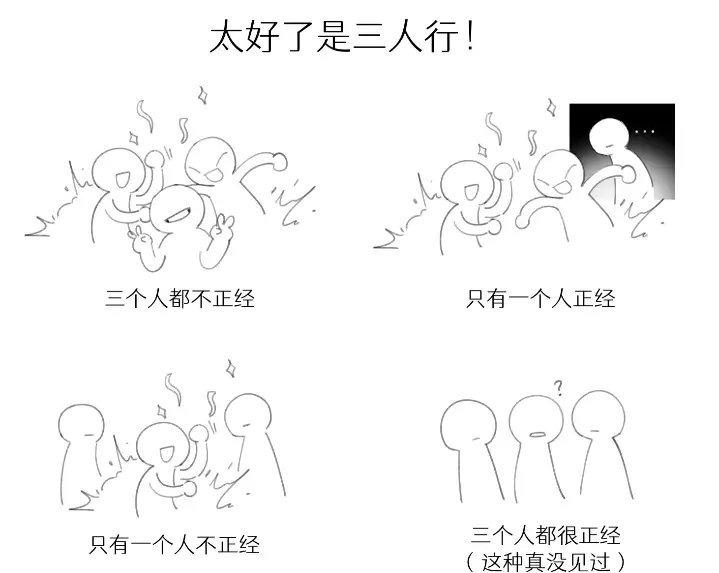 太好了是三人行！
...
三个人都不正经
只有一个人正经
?
只有一个人不正经
三个人都很正经
（这种真没见过）